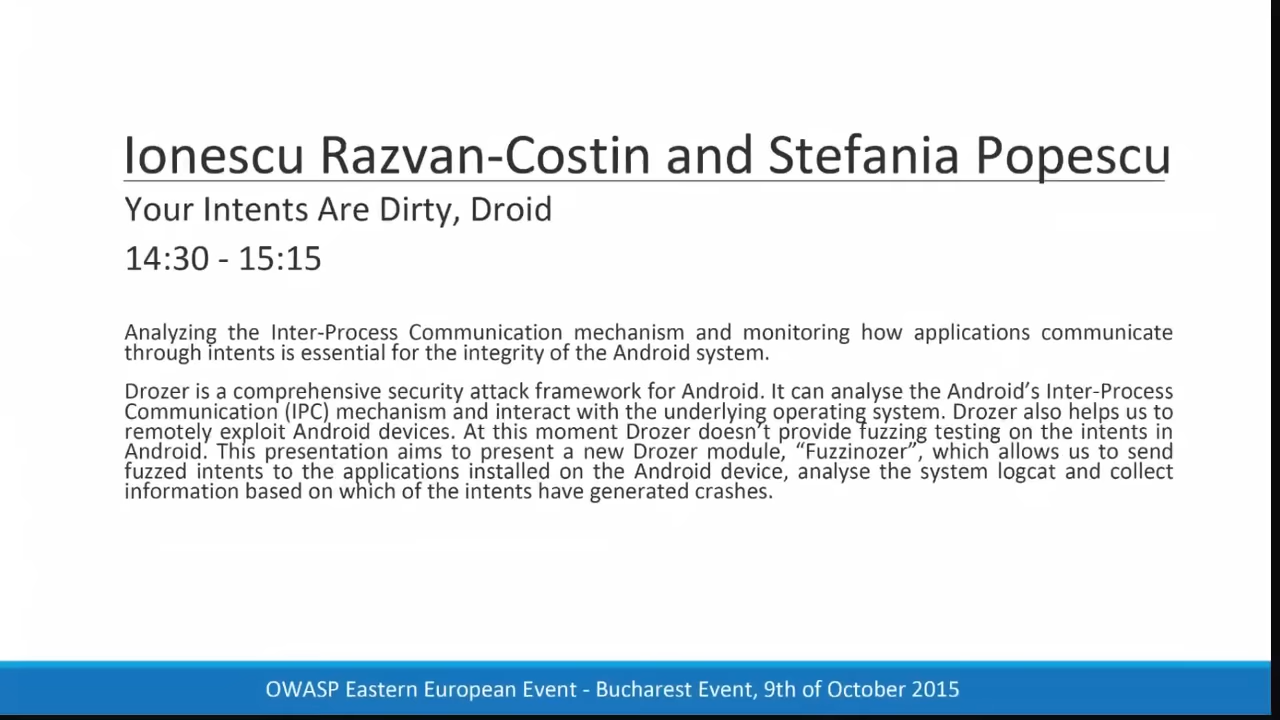 Ionescu Razvan-Costin and Stefania Popescu
Your Intents Are Dirty, Droid
14:30 - 15:15
Analyzing the Inter-Process Communication mechanism and monitoring how applications communicate
through intents is essential for the integrity of the Android system.
Drozer is a comprehensive security attack framework for Android. It can analyse the Android’s Inter-Process
Communication (IPC) mechanism and interact with the underlying operating system. Drozer also helps us to
remotely exploit Android devices. At this moment Drozer doesn’t provide fuzzing testing on the intents in
Android. This presentation aims to present a new Drozer module, “Fuzzinozer”, which allows us to send
fuzzed intents to the applications installed on the Android device, analyse the system logcat and collect
information based on which of the intents have generated crashes.
OWASP Eastern European Event - Bucharest Event, 9th of October 2015